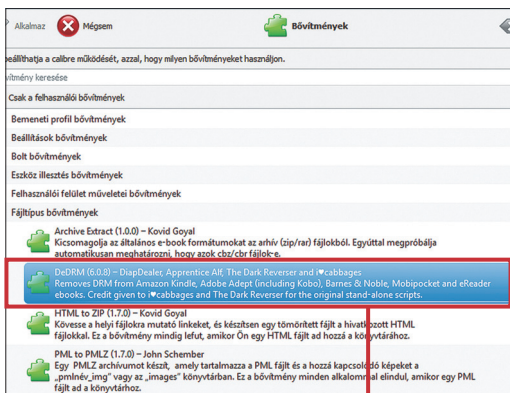 Alkalmaz Mégsem Bővítmények
beállíthatja a calibre működését, azzal, hogy milyen bővítményeket használjon.
vítmény keresése
Csak a felhasználói bővítmények
Bemeneti profil bővítmények
Beállítások bővítmények
Bolt bővítmények
Eszköz illesztés bővítmények
Felhasználói felület műveletei bővítmények
Fájltípus bővítmények
Archive Extract (1.0.0) – Kovid Goyal
Kicsomagolja az általános e-book formátumokat az arhív (zip/rar) fájlokból. Egyúttal megpróbálja
automatikusan meghatározni, hogy azok cbz/cbr fájlok-e.
DeDRM (6.0.8) – DiapDealer, Apprentice Alf, The Dark Reverser and i♥cabbages
Removes DRM from Amazon Kindle, Adobe Adept (including Kobo), Barnes & Noble, Mobipocket and eReader
ebooks. Credit given to i♥cabbages and The Dark Reverser for the original stand-alone scripts.
HTML to ZIP (1.7.0) – Kovid Goyal
Kövesse a helyi fájlokra mutató linkeket, és készítsen egy tömörített fájlt a hivatkozott HTML
fájlokkal. Ez a bővítmény mindig lefut, amikor Ön egy HTML fájlt ad hozzá a könyvtárához.
PML to PMLZ (1.7.0) – John Schember
Egy PMLZ archívumot készít, amely tartalmazza a PML fájlt és a hozzá kapcsolódó képeket a
„pmlnév_img” vagy az „images” könyvtárban. Ez a bővítmény minden alkalommal elindul, amikor egy PML
fájlt ad a könyvtárhoz.